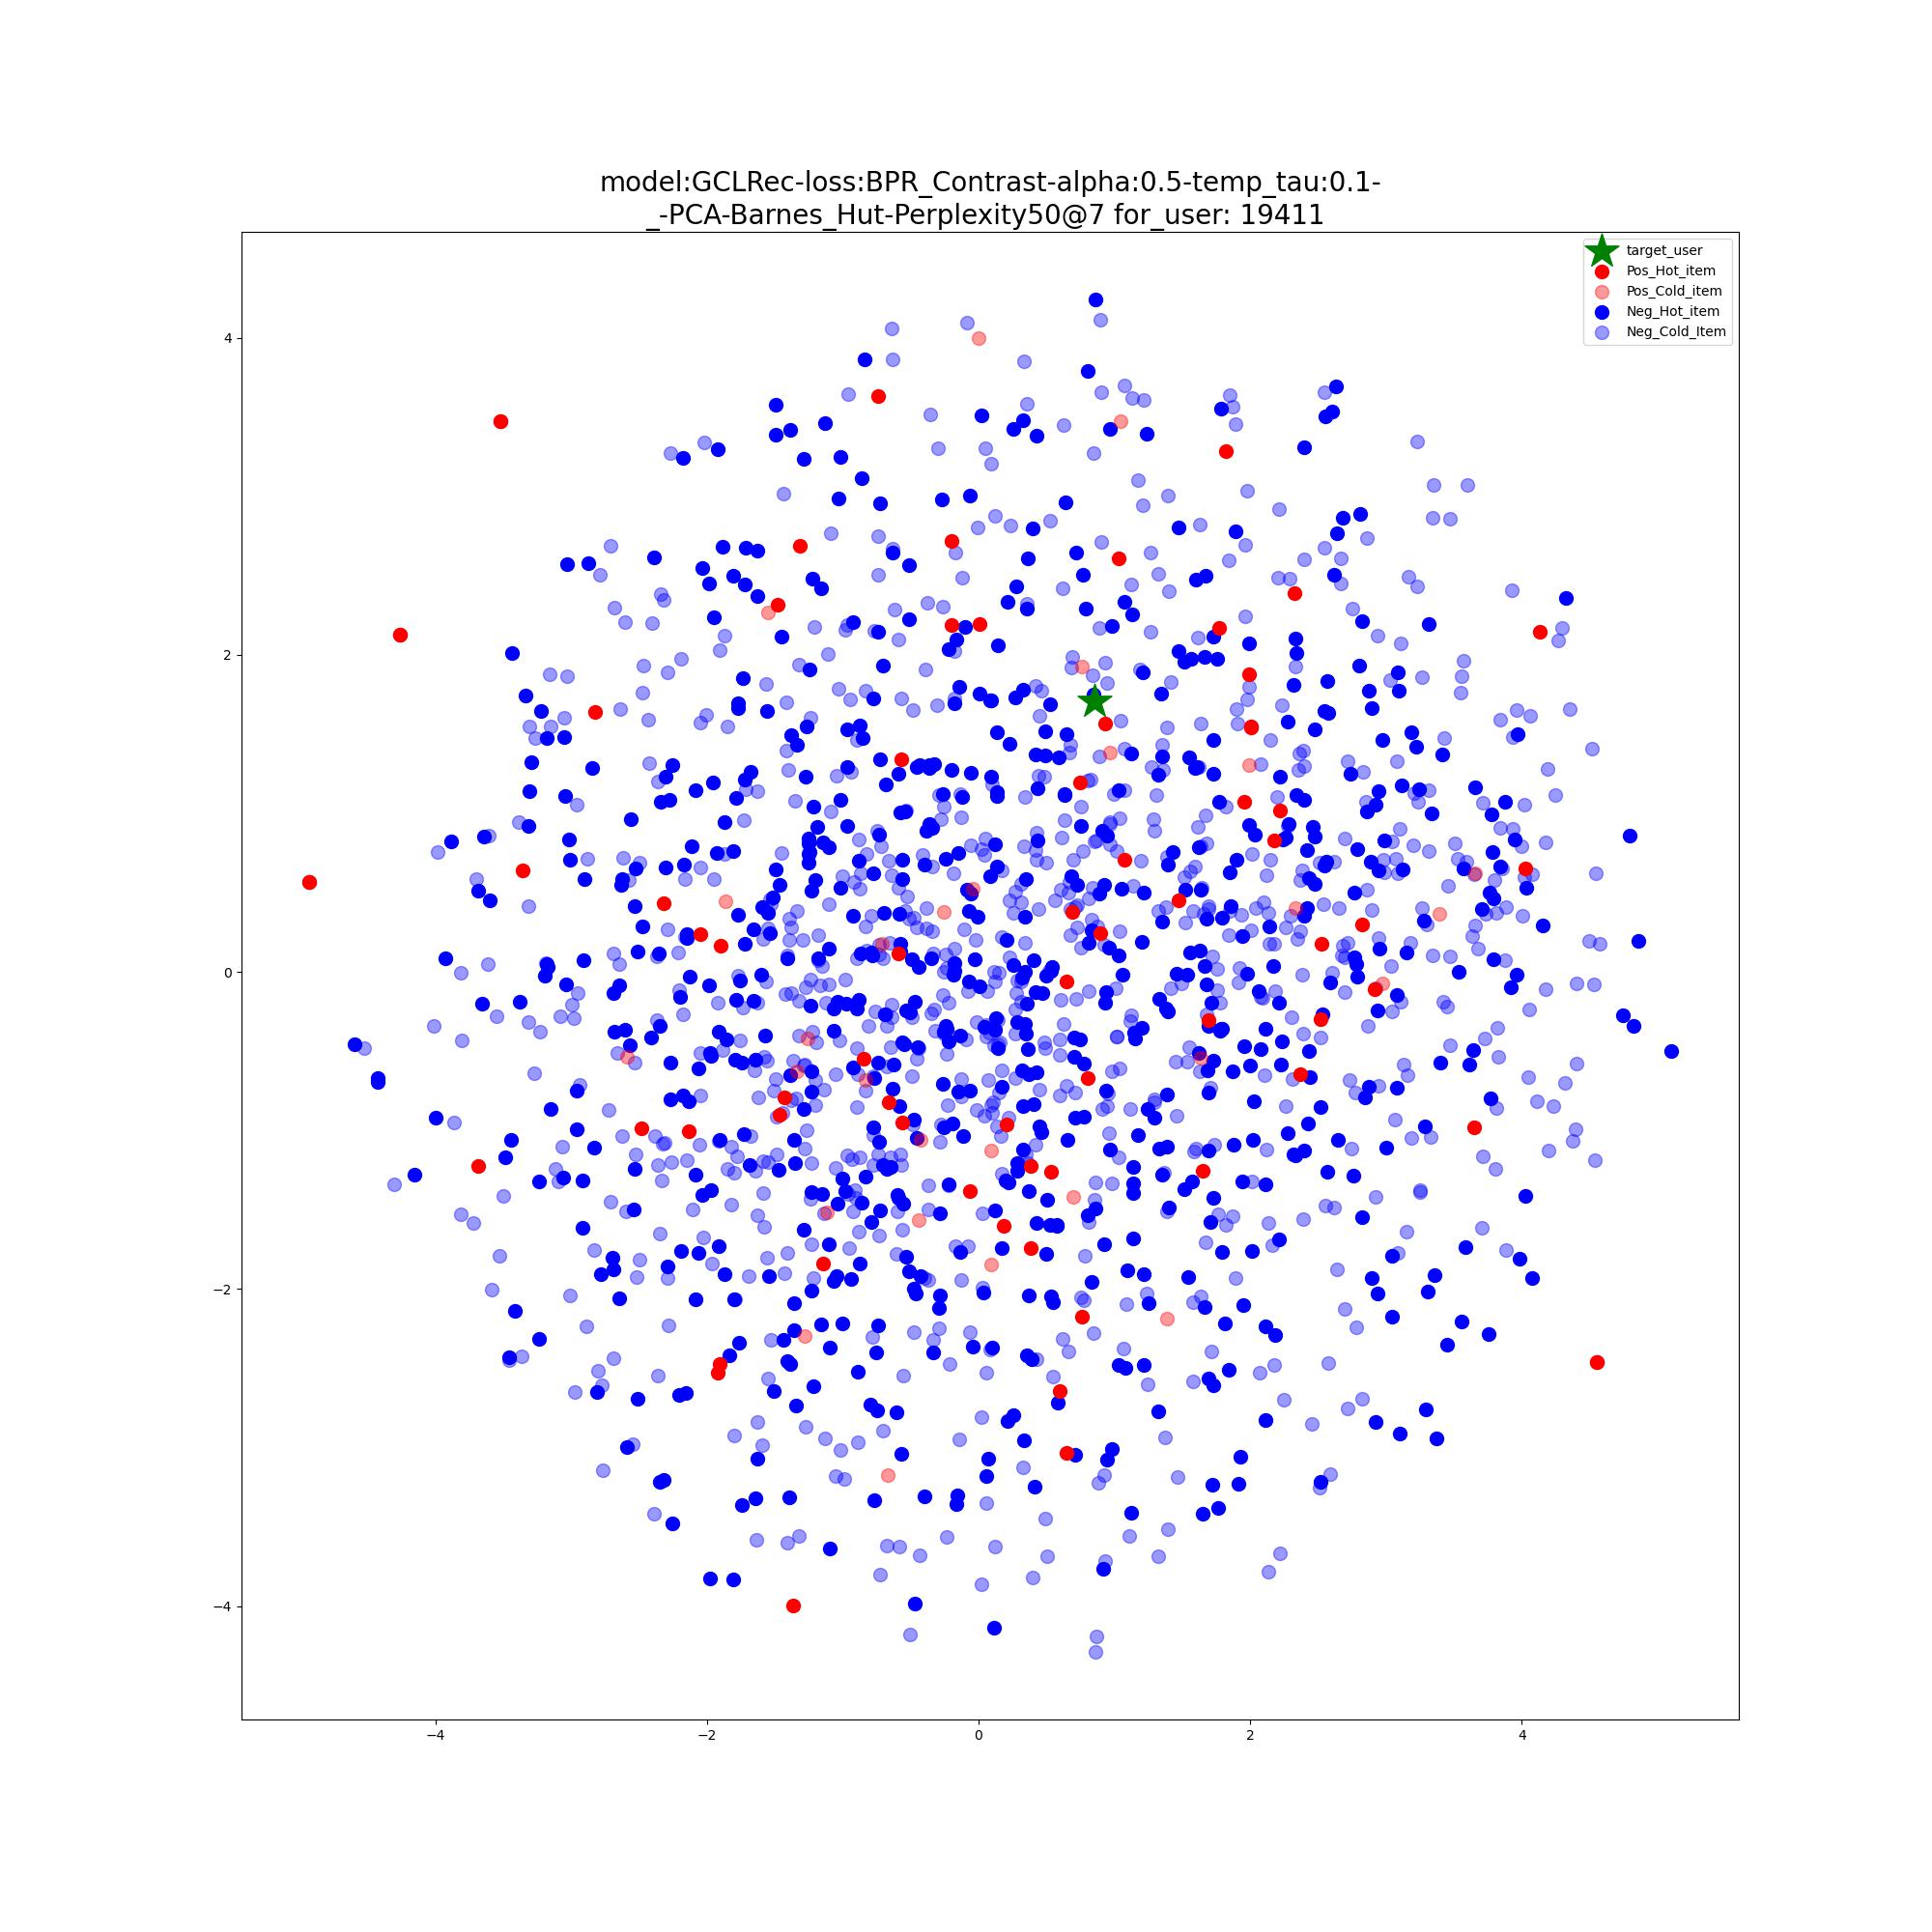 model:GCLRec-loss:BPR_Contrast-alpha:0.5-temp_tau:0.1-
_-PCA-Barnes_Hut-Perplexity50@7 for_user: 19411
target_user
Pos_Hot_item
Pos_Cold_item
Neg_Hot_item
Neg_Cold_Item
4
2
0
−2
−4
−4
−2
0
2
4